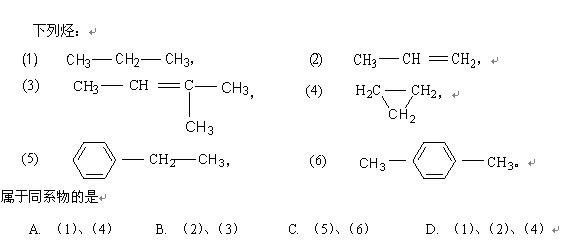 下列烃：
(1) CH3—CH2—CH3， (2) CH3—CH＝CH2，
(3) CH3—CH＝C—CH3，
CH3
(4) H2C—CH2，
CH2
(5) —CH2—CH3， (6) CH3— —CH3。
属于同系物的是
A. （1）、（4） B. （2）、（3） C. （5）、（6） D. （1）、（2）、（4）